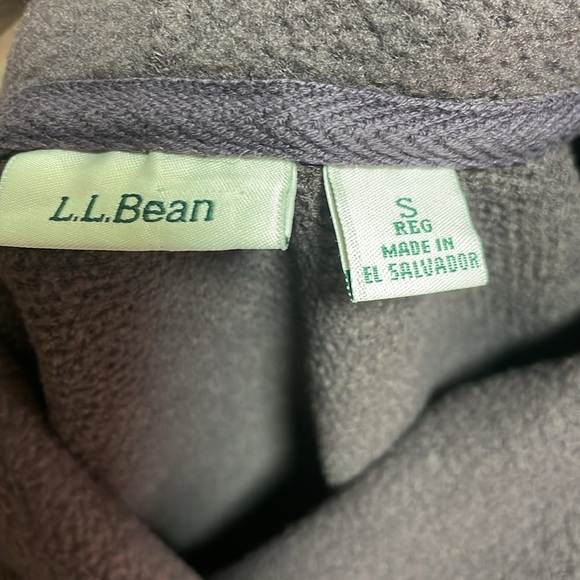 L.L.Bean
S
REG
MADE IN
EL SALVADOR